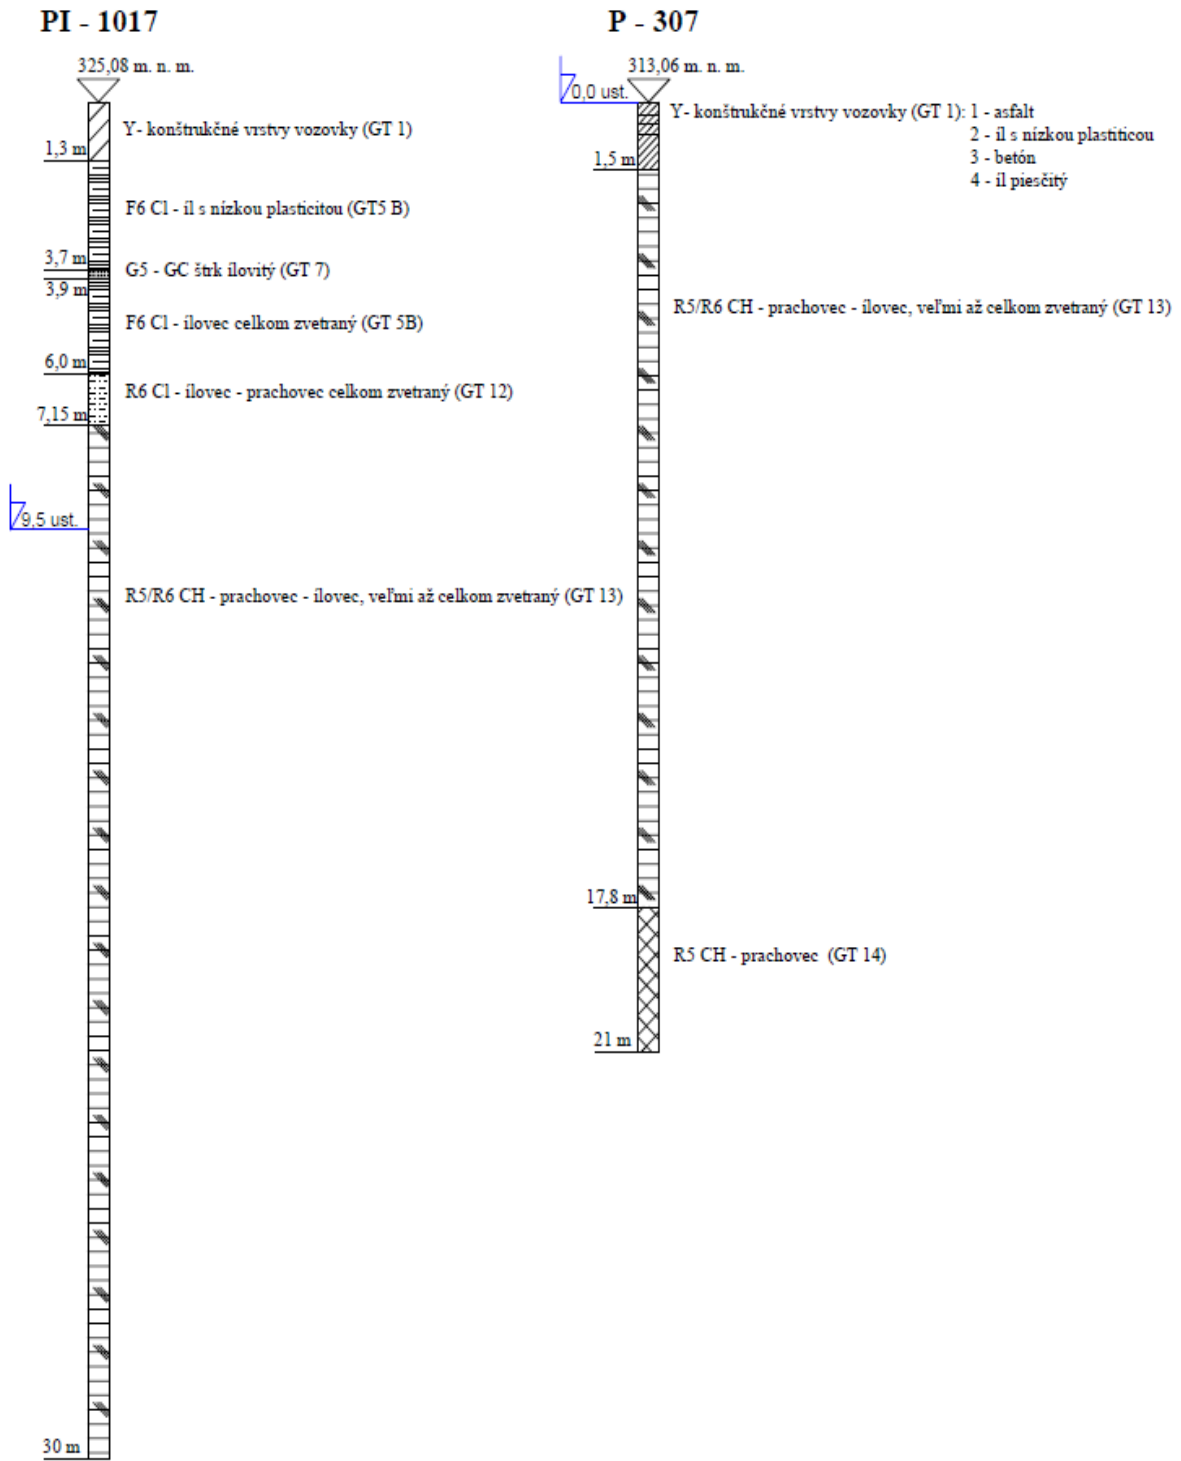 PI - 1017
325,08 m. n. m.
Y- konštrukčné vrstvy vozovky (GT 1)
1,3 m
F6 Cl - íl s nízkou plasticitou (GT5 B)
3,7 m
G5 - GC štrk ílovitý (GT 7)
3,9 m
F6 Cl - ílovec celkom zvetraný (GT 5B)
6,0 m
R6 Cl - ílovec - prachovec celkom zvetraný (GT 12)
7,15 m
9,5 ust.
R5/R6 CH - prachovec - ílovec, veľmi až celkom zvetraný (GT 13)
30 m
P - 307
313,06 m. n. m.
0,0 ust.
Y- konštrukčné vrstvy vozovky (GT 1): 1 - asfalt
2 - íl s nízkou plastiticou
3 - betón
4 - íl piesčitý
1,5 m
R5/R6 CH - prachovec - ílovec, veľmi až celkom zvetraný (GT 13)
17,8 m
R5 CH - prachovec (GT 14)
21 m